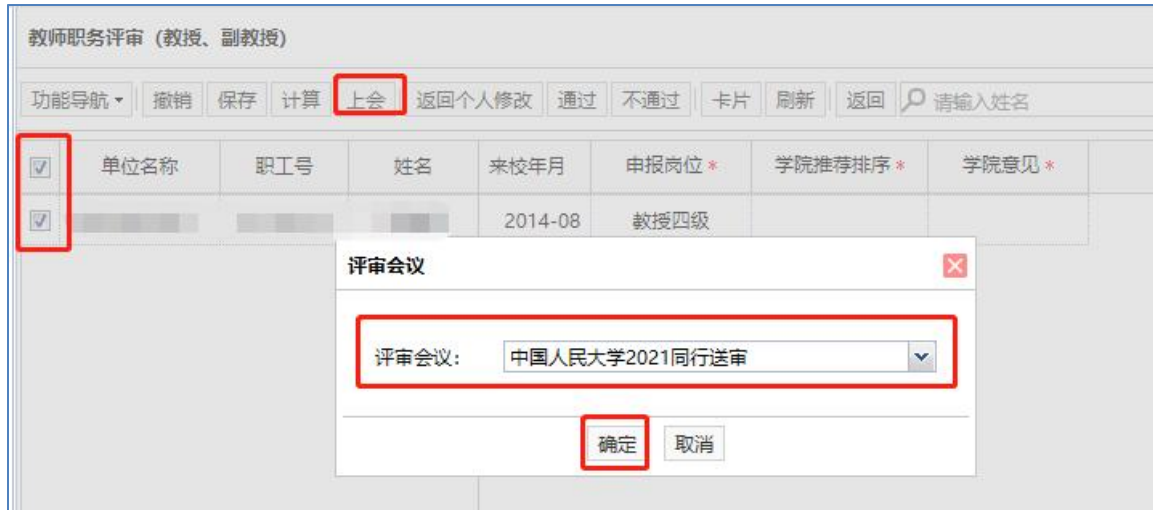 教师职务评审（教授、副教授）
功能导航 撤销 保存 计算 上会 返回个人修改 通过 不通过 卡片 刷新 返回 请输入姓名
单位名称 职工号 姓名 来校年月 申报岗位* 学院推荐排序* 学院意见*
2014-08 教授四级
评审会议
评审会议： 中国人民大学2021同行送审
确定 取消